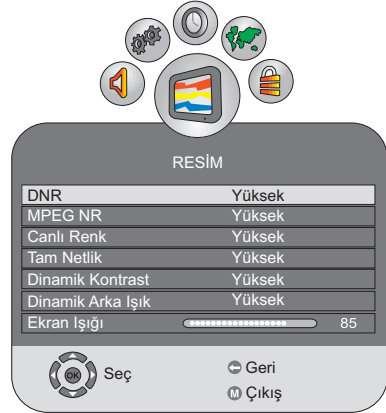 RESİM
DNR Yüksek
MPEG NR Yüksek
Canlı Renk Yüksek
Tam Netlik Yüksek
Dinamik Kontrast Yüksek
Dinamik Arka Işık Yüksek
Ekran Işığı 85
OK Seç
Geri
M Çıkış